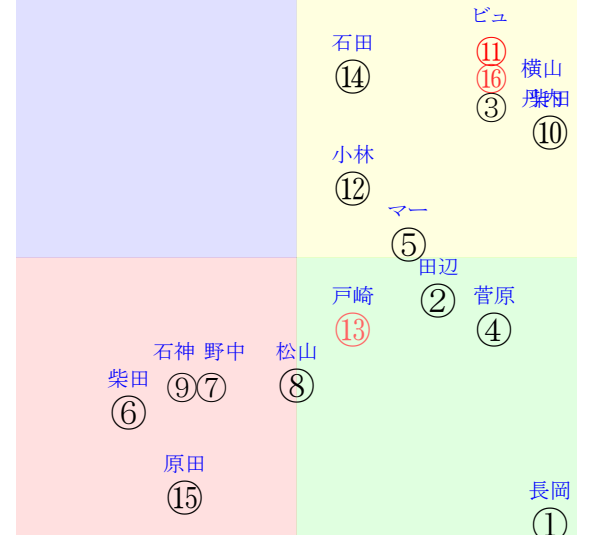 ビュ
石田
⑪
⑭
⑯
横山
③
⑩
小林
⑫
マー
⑤
田辺
戸崎
②
菅原
⑬
④
石神 野中 松山
柴田
⑨⑦
⑧
⑥
原田
⑮
長岡
①